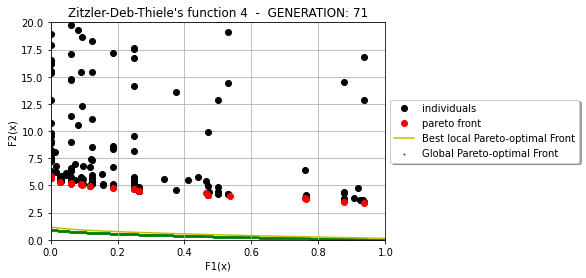 Zitzler-Deb-Thiele's function 4 - GENERATION: 71
20.0
17.5
15.0
12.5
10.0
7.5
5.0
2.5
0.0
F2(x)
0.0 0.2 0.4 0.6 0.8 1.0
F1(x)
individuals
pareto front
Best local Pareto-optimal Front
Global Pareto-optimal Front